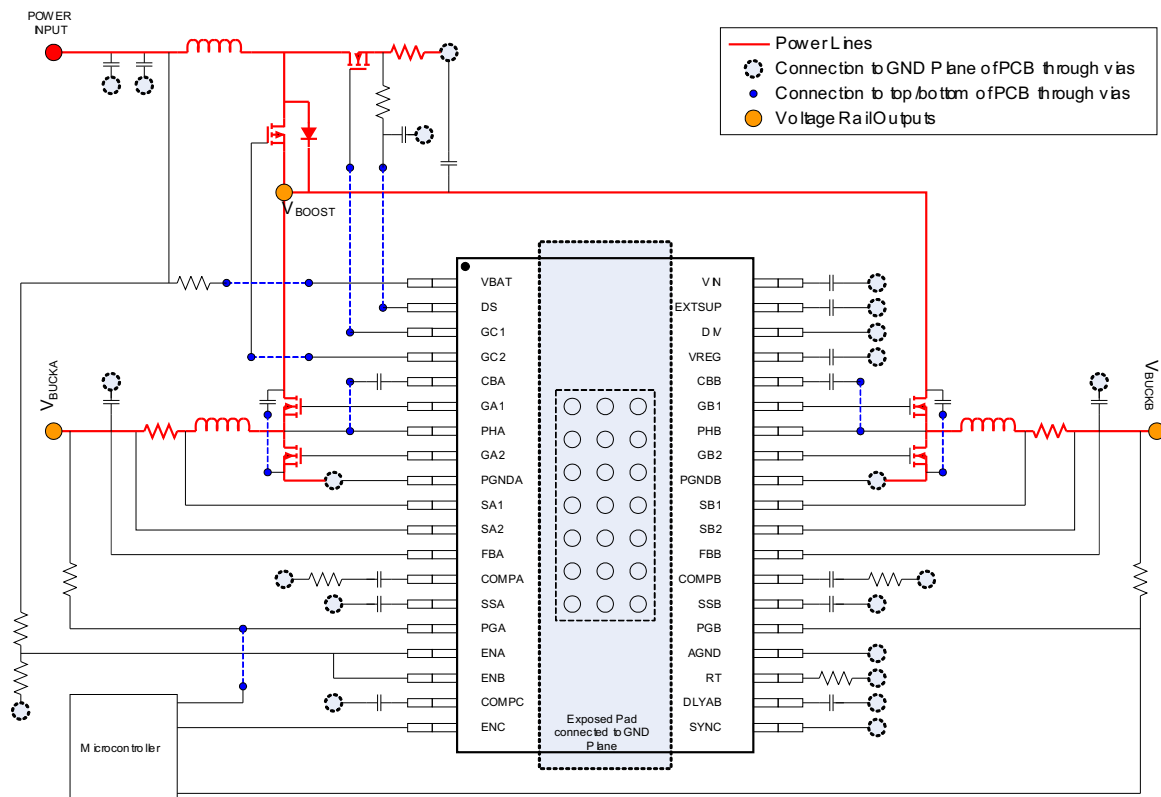 POWER
INPUT
Power Lines
Connection to GND Plane of PCB through vias
Connection to top/bottom of PCB through vias
Voltage Rail Outputs
VBOOST
VBUCKA
VBUCKB
VBAT
DS
GC1
GC2
CBA
GA1
PHA
GA2
PGNDA
SA1
SA2
FBA
COMPA
SSA
PGA
ENA
ENB
COMPC
ENC
VIN
EXTSUP
DIV
VREG
CBB
GB1
PHB
GB2
PGNDB
SB1
SB2
FBB
COMPB
SSB
PGB
AGND
RT
DLYAB
SYNC
Exposed Pad
connected to GND
Plane
Microcontroller